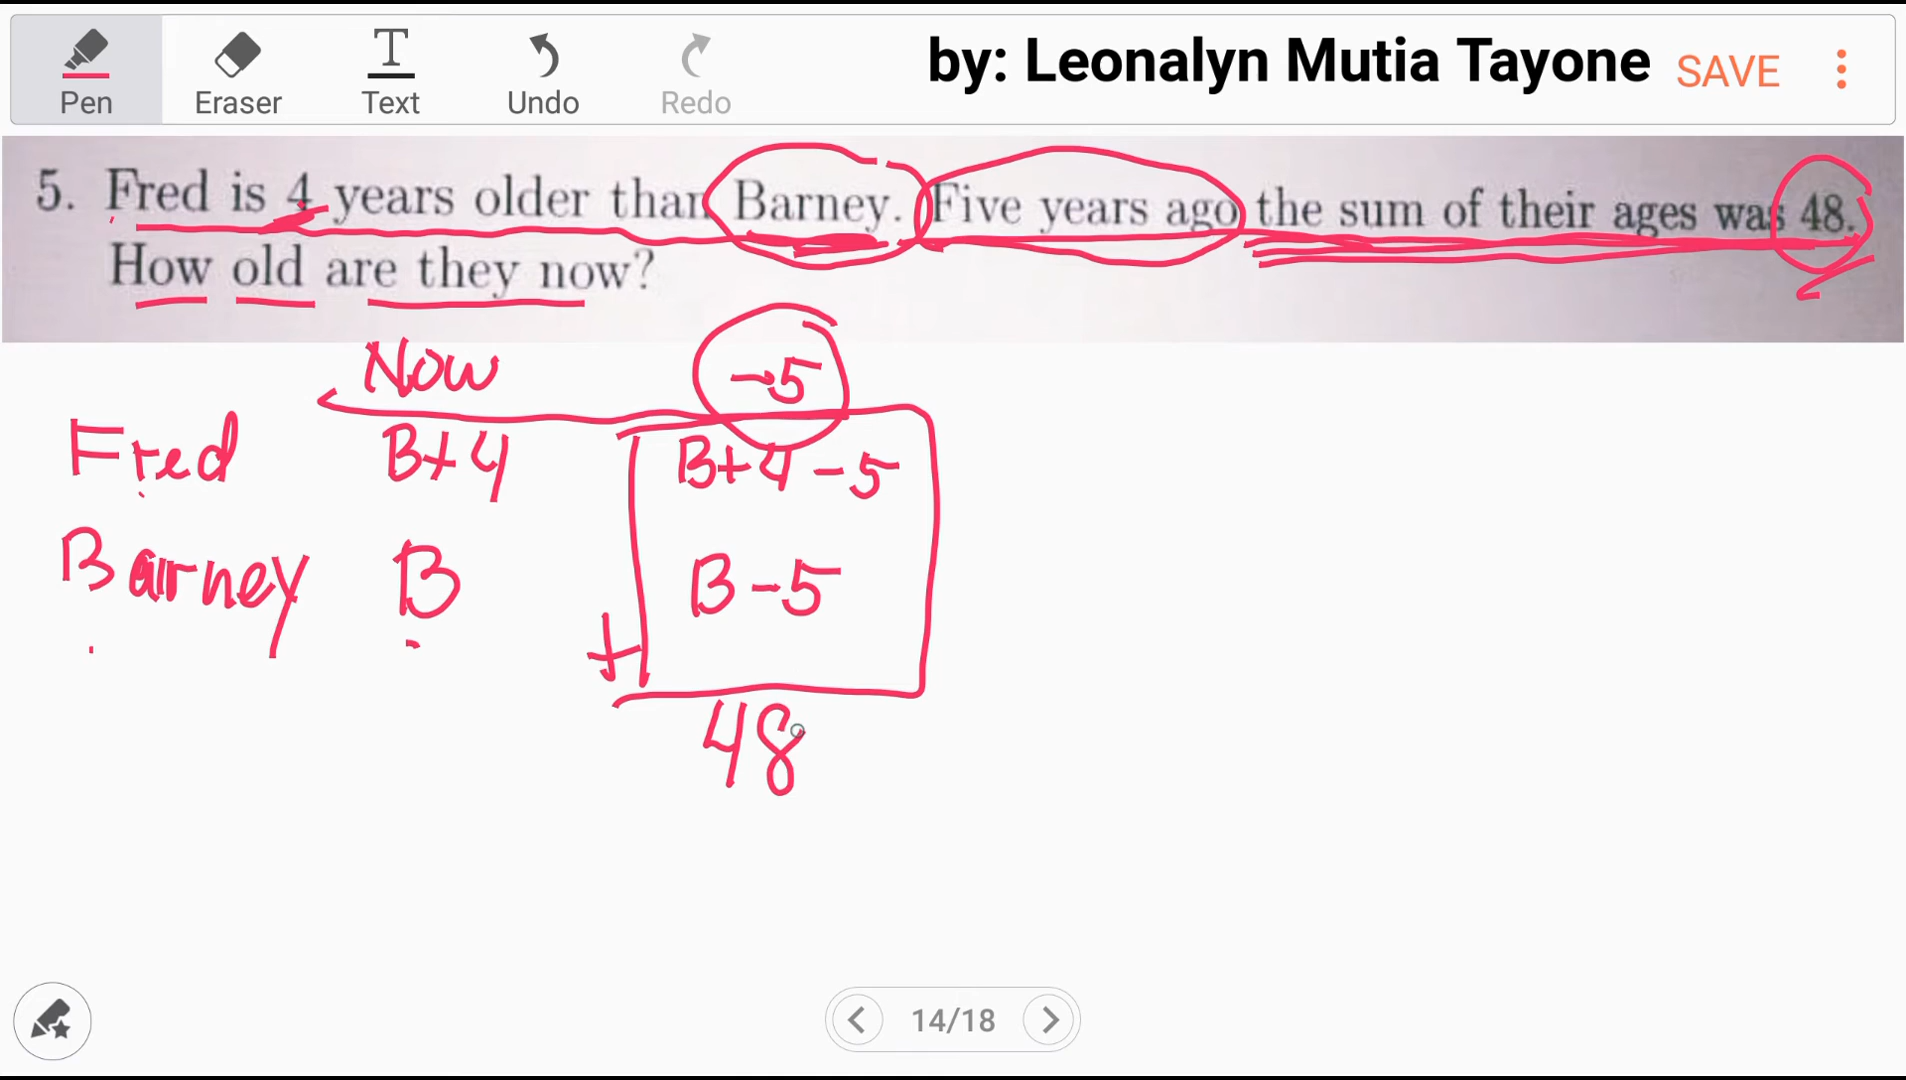 by: Leonalyn Mutia Tayone
SAVE
Pen
Eraser
Text
Undo
Redo
5. Fred is 4 years older than Barney. Five years ago the sum of their ages was 48.
How old are they now?
Now -5
Fred B+4 B+4-5
Barney B B-5
+
48
14/18